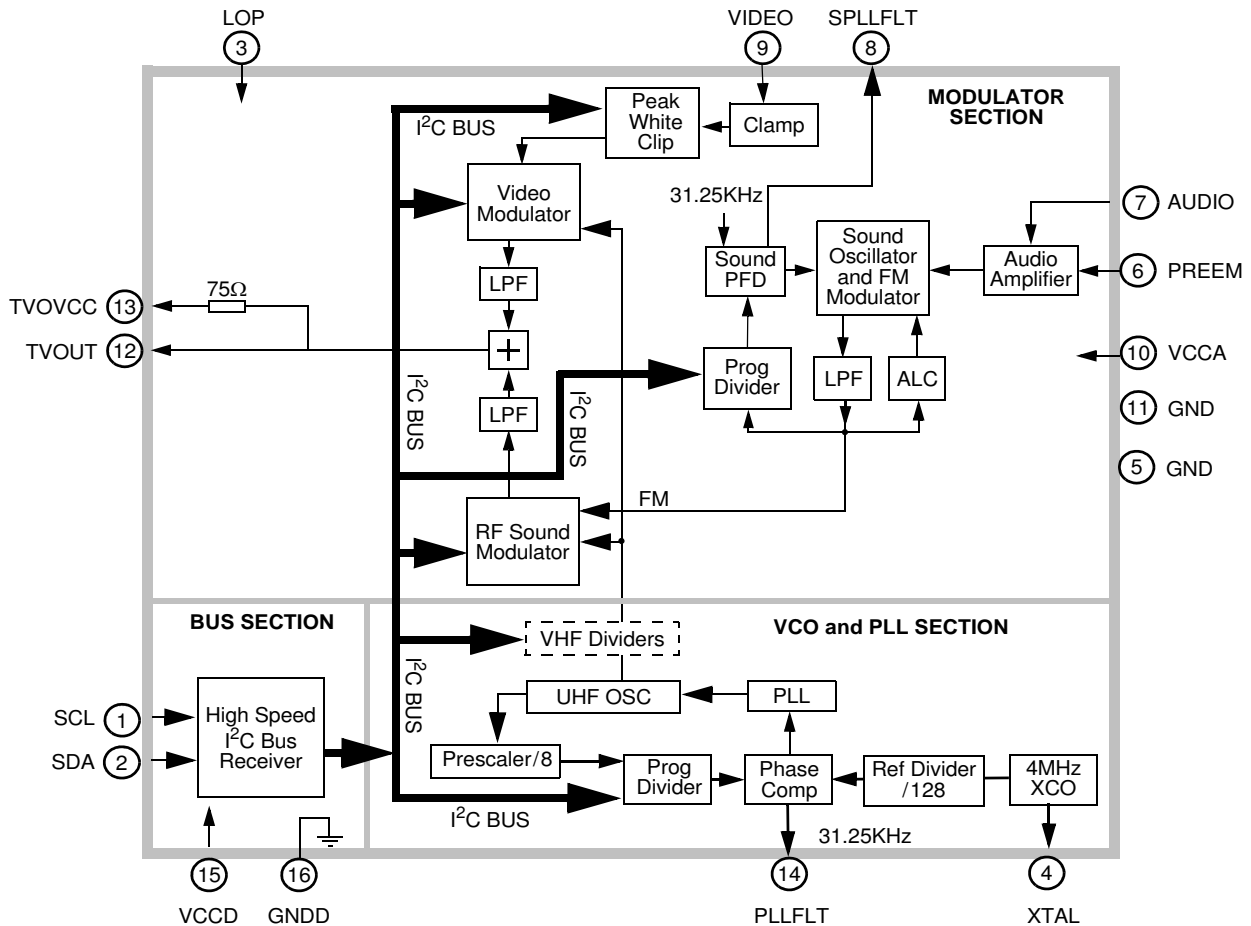 LOP
3
VIDEO
9
SPLLFLT
8
MODULATOR
SECTION
I²C BUS
Peak
White
Clip
Clamp
Video
Modulator
31.25KHz
7
AUDIO
Sound
PFD
Sound
Oscillator
and FM
Modulator
Audio
Amplifier
6
PREEM
LPF
TVOVCC
13
75Ω
TVOUT
12
+
10
VCCA
Prog
Divider
LPF
ALC
I²C BUS
I²C BUS
LPF
11
GND
5
GND
FM
RF Sound
Modulator
BUS SECTION
VCO and PLL SECTION
VHF Dividers
I²C BUS
UHF OSC
PLL
SCL
1
SDA
2
High Speed
I²C Bus
Receiver
Prescaler/8
Prog
Divider
Phase
Comp
Ref Divider
/128
4MHz
XCO
I²C BUS
31.25KHz
15
VCCD
16
GNDD
14
PLLFLT
4
XTAL